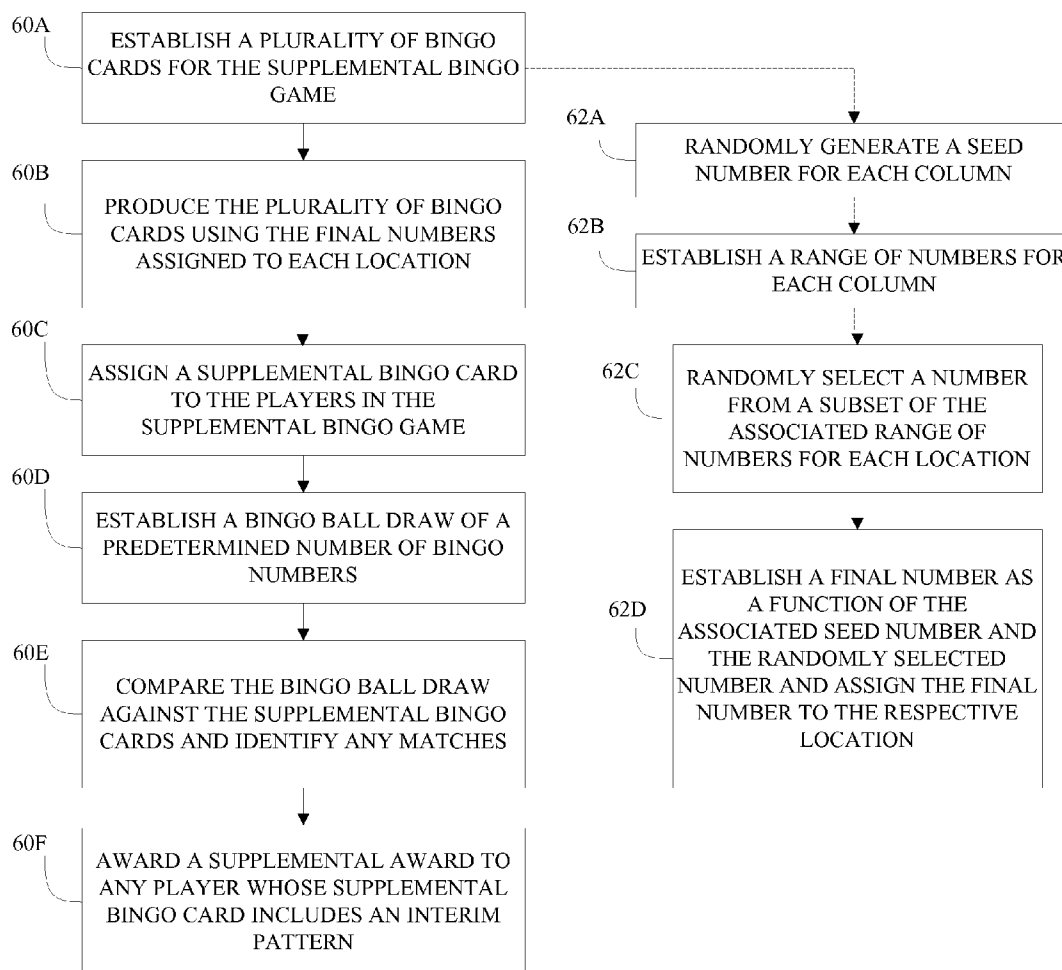 60A
ESTABLISH A PLURALITY OF BINGO
CARDS FOR THE SUPPLEMENTAL BINGO
GAME
60B
PRODUCE THE PLURALITY OF BINGO
CARDS USING THE FINAL NUMBERS
ASSIGNED TO EACH LOCATION
60C
ASSIGN A SUPPLEMENTAL BINGO CARD
TO THE PLAYERS IN THE
SUPPLEMENTAL BINGO GAME
60D
ESTABLISH A BINGO BALL DRAW OF A
PREDETERMINED NUMBER OF BINGO
NUMBERS
60E
COMPARE THE BINGO BALL DRAW
AGAINST THE SUPPLEMENTAL BINGO
CARDS AND IDENTIFY ANY MATCHES
60F
AWARD A SUPPLEMENTAL AWARD TO
ANY PLAYER WHOSE SUPPLEMENTAL
BINGO CARD INCLUDES AN INTERIM
PATTERN
62A
RANDOMLY GENERATE A SEED
NUMBER FOR EACH COLUMN
62B
ESTABLISH A RANGE OF NUMBERS FOR
EACH COLUMN
62C
RANDOMLY SELECT A NUMBER
FROM A SUBSET OF THE
ASSOCIATED RANGE OF
NUMBERS FOR EACH LOCATION
62D
ESTABLISH A FINAL NUMBER AS
A FUNCTION OF THE
ASSOCIATED SEED NUMBER AND
THE RANDOMLY SELECTED
NUMBER AND ASSIGN THE FINAL
NUMBER TO THE RESPECTIVE
LOCATION